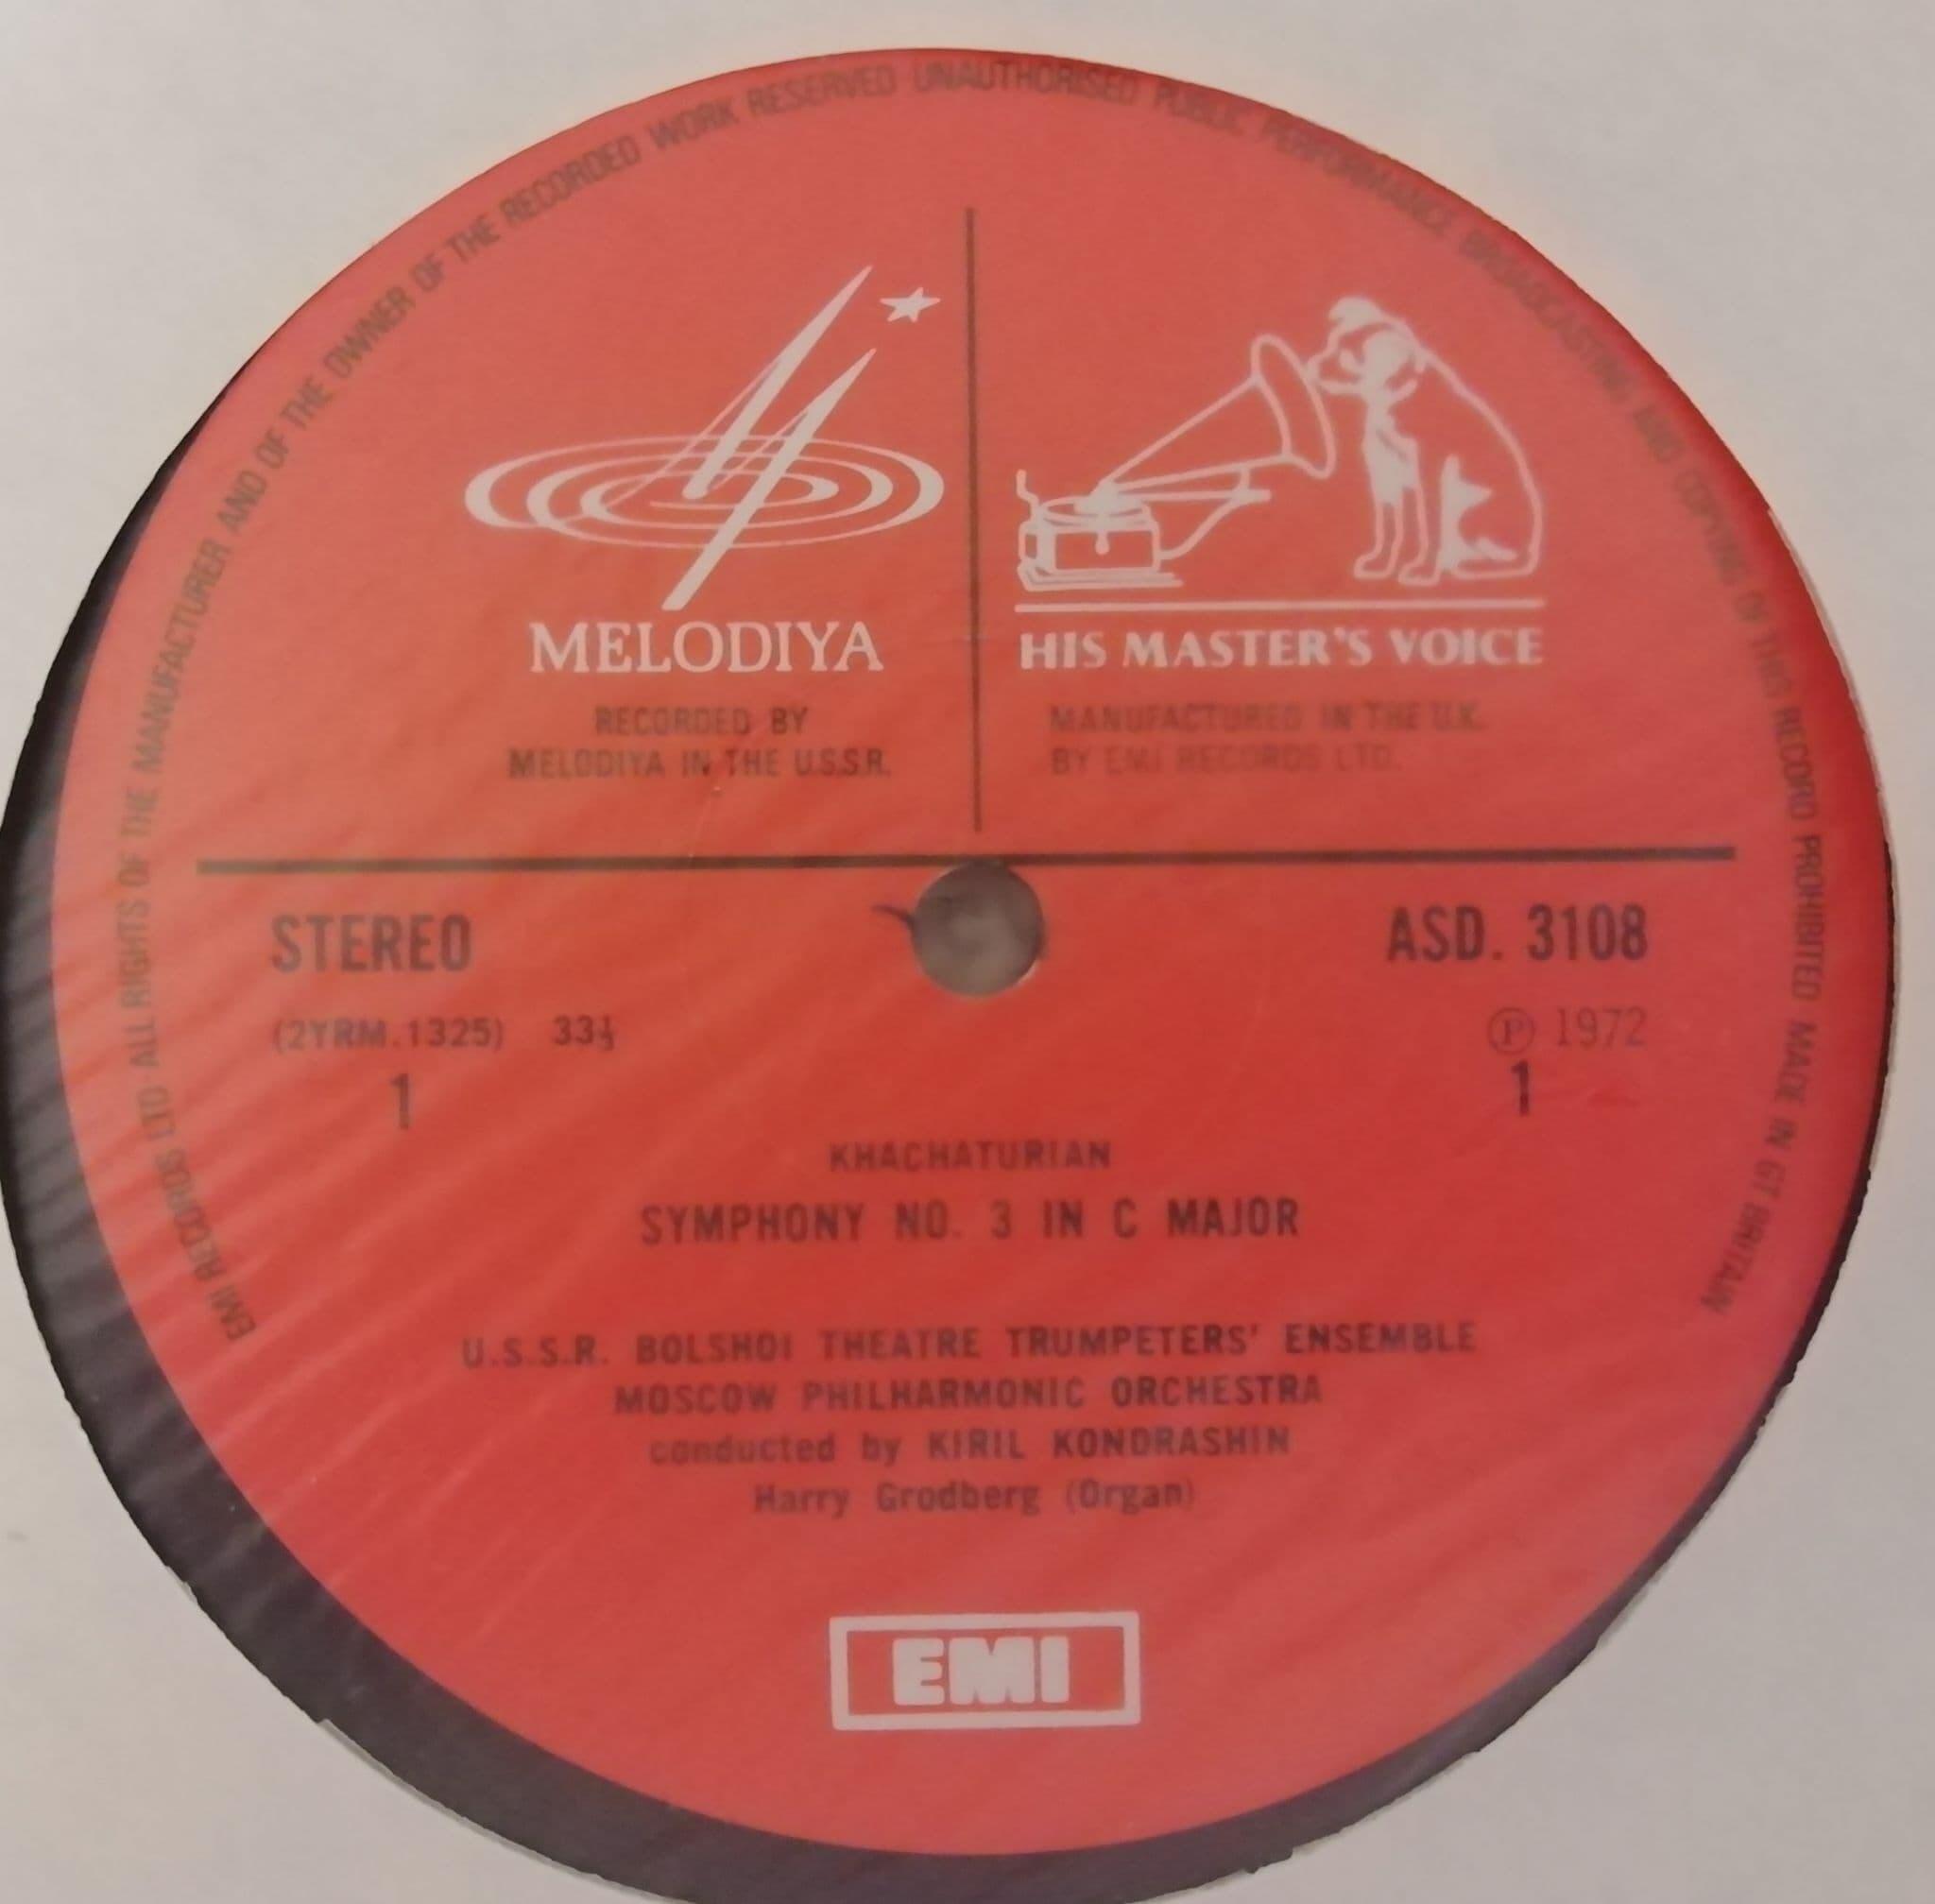 EMI RECORDS LTD ALL RIGHTS OF THE MANUFACTURER AND OF THE OWNER OF THE RECORDED WORK RESERVED UNAUTHORISED PUBLIC PERFORMANCE BROADCASTING AND COPYING OF THIS RECORD PROHIBITED MADE IN GT BRITAIN
MELODIYA
RECORDED BY
MELODIYA IN THE U.S.S.R.
HIS MASTER'S VOICE
MANUFACTURED IN THE U.K.
BY EMI RECORDS LTD.
STEREO
ASD. 3108
(2YRM.1325) 33⅓
℗ 1972
1
1
KHACHATURIAN
SYMPHONY NO. 3 IN C MAJOR
U.S.S.R. BOLSHOI THEATRE TRUMPETERS' ENSEMBLE
MOSCOW PHILHARMONIC ORCHESTRA
conducted by KIRIL KONDRASHIN
Harry Grodberg (Organ)
EMI